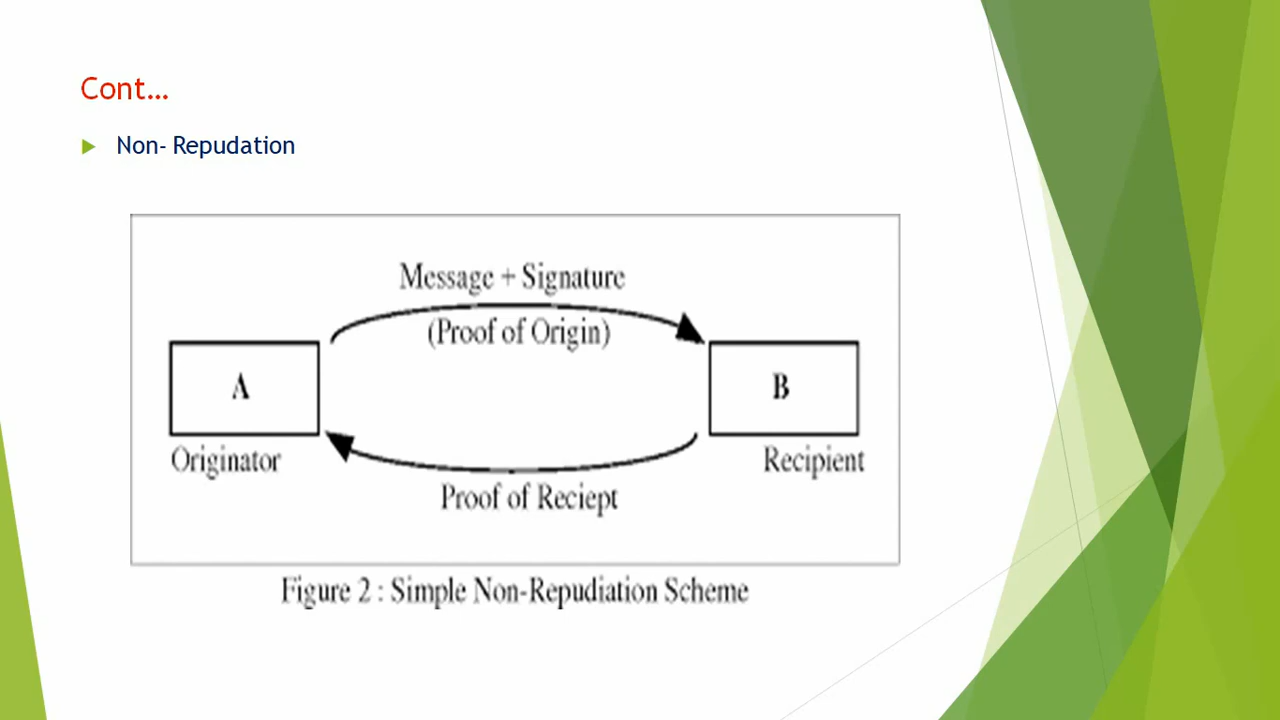 Cont...
Non- Repudation
Message + Signature
(Proof of Origin)
A
B
Originator
Recipient
Proof of Reciept
Figure 2 : Simple Non-Repudiation Scheme